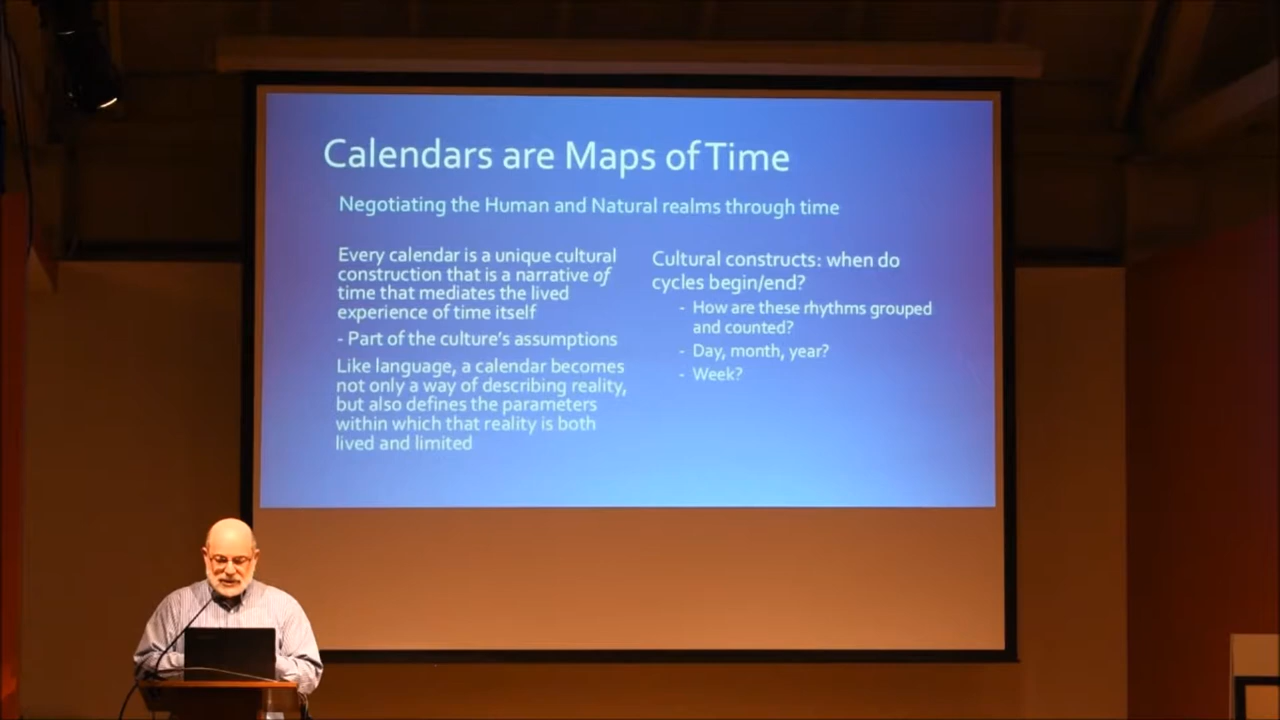 Calendars are Maps of Time
Negotiating the Human and Natural realms through time
Every calendar is a unique cultural
construction that is a narrative of
time that mediates the lived
experience of time itself
- Part of the culture's assumptions
Like language, a calendar becomes
not only a way of describing reality,
but also defines the parameters
within which that reality is both
lived and limited
Cultural constructs: when do
cycles begin/end?
- How are these rhythms grouped
and counted?
- Day, month, year?
- Week?